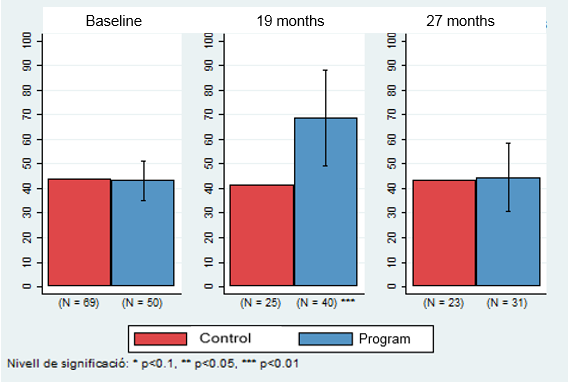 Baseline
19 months
27 months
0 10 20 30 40 50 60 70 80 90 100
0 10 20 30 40 50 60 70 80 90 100
0 10 20 30 40 50 60 70 80 90 100
(N = 69) (N = 50)
(N = 25) (N = 40) ***
(N = 23) (N = 31)
Control
Program
Nivell de significació: * p<0.1, ** p<0.05, *** p<0.01